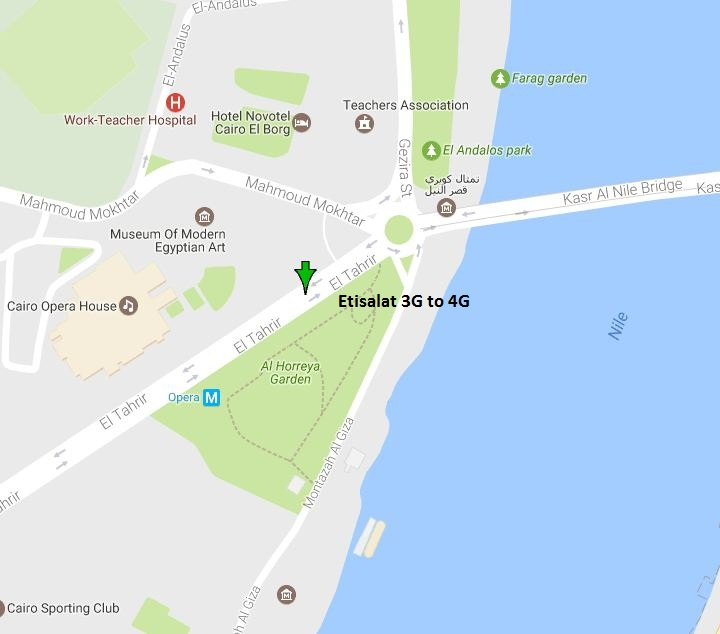 El-Andalus
El-Andalus
Farag garden
Teachers Association
Work-Teacher Hospital
Hotel Novotel
Cairo El Borg
El Andalos park
Gezira St
تمثال كوبري
قصر النيل
Kasr Al Nile Bridge
Kas
Mahmoud Mokhtar
Mahmoud Mokhtar
Museum Of Modern
Egyptian Art
El Tahrir
Etisalat 3G to 4G
Cairo Opera House
El Tahrir
Nile
Al Horreya
Garden
Opera M
El Tahrir
Montazah Al Giza
hrir
Cairo Sporting Club
ah Al Giza